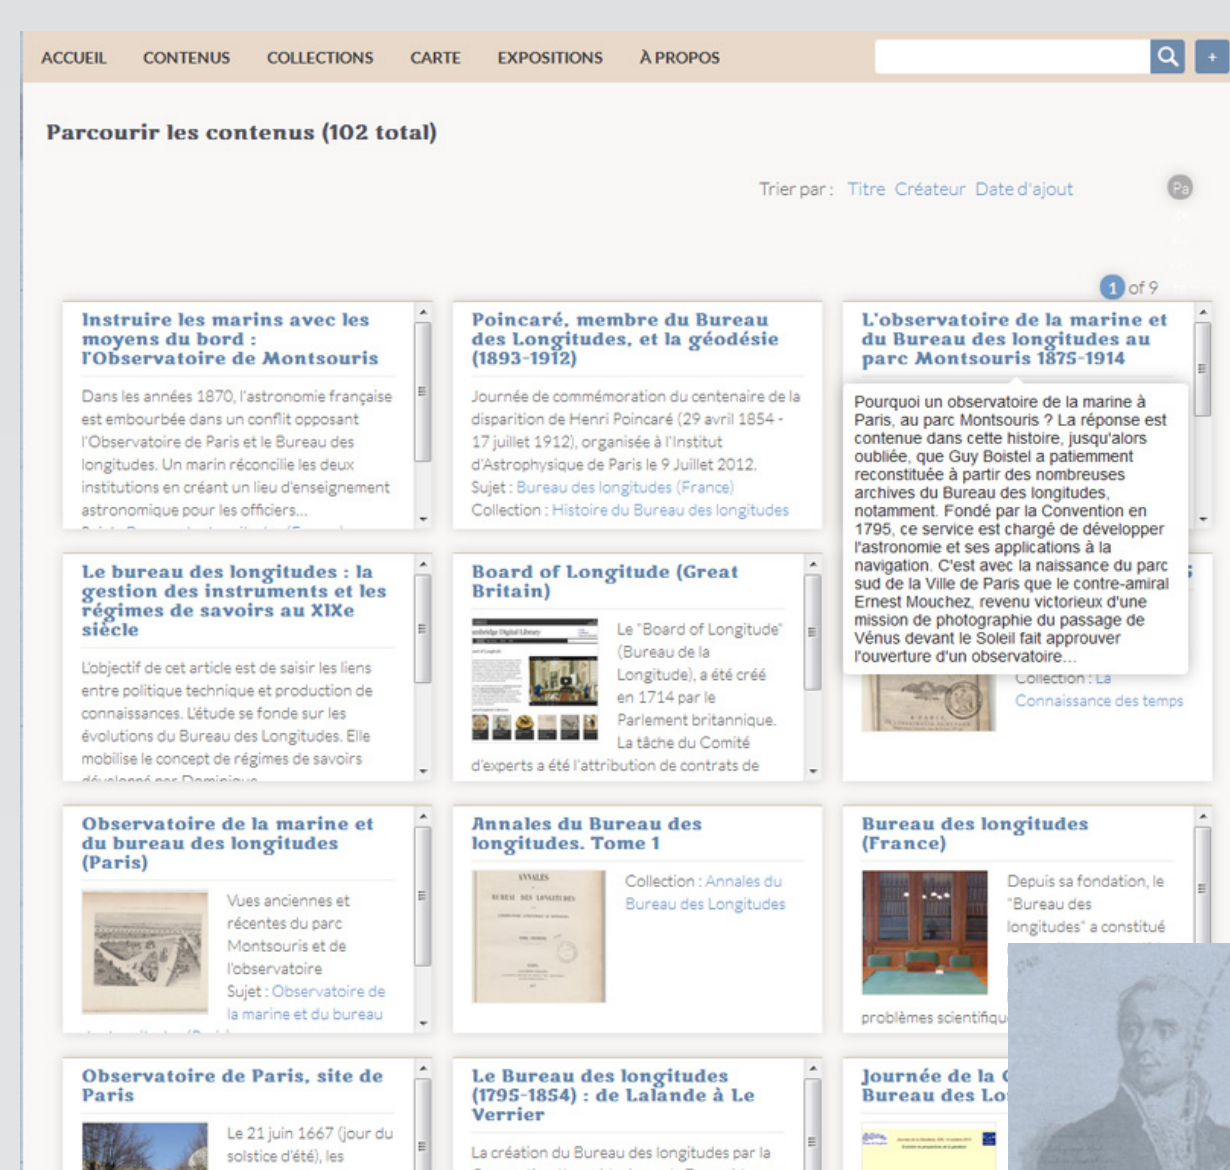 ACCUEIL CONTENUS COLLECTIONS CARTE EXPOSITIONS À PROPOS
+
Parcourir les contenus (102 total)
Trier par : Titre Créateur Date d'ajout
Pa
1 of 9
Instruire les marins avec les
moyens du bord :
l'Observatoire de Montsouris
Dans les années 1870, l'astronomie française
est embourbée dans un conflit opposant
l'Observatoire de Paris et le Bureau des
longitudes. Un marin réconcilie les deux
institutions en créant un lieu d'enseignement
astronomique pour les officiers...
Poincaré, membre du Bureau
des Longitudes, et la géodésie
(1893-1912)
Journée de commémoration du centenaire de la
disparition de Henri Poincaré (29 avril 1854 -
17 juillet 1912), organisée à l'Institut
d'Astrophysique de Paris le 9 Juillet 2012.
Sujet : Bureau des longitudes (France)
Collection : Histoire du Bureau des longitudes
L'observatoire de la marine et
du Bureau des longitudes au
parc Montsouris 1875-1914
Pourquoi un observatoire de la marine à
Paris, au parc Montsouris ? La réponse est
contenue dans cette histoire, jusqu'alors
oubliée, que Guy Boistel a patiemment
reconstituée à partir des nombreuses
archives du Bureau des longitudes,
notamment. Fondé par la Convention en
1795, ce service est chargé de développer
l'astronomie et ses applications à la
navigation. C'est avec la naissance du parc
sud de la Ville de Paris que le contre-amiral
Ernest Mouchez, revenu victorieux d'une
mission de photographie du passage de
Vénus devant le Soleil fait approuver
l'ouverture d'un observatoire...
Le bureau des longitudes : la
gestion des instruments et les
régimes de savoirs au XIXe
siècle
L'objectif de cet article est de saisir les liens
entre politique technique et production de
connaissances. L'étude se fonde sur les
évolutions du Bureau des Longitudes. Elle
mobilise le concept de régimes de savoirs
développé par Dominique
Board of Longitude (Great
Britain)
Le "Board of Longitude"
(Bureau de la
Longitude), a été créé
en 1714 par le
Parlement britannique.
La tâche du Comité
d'experts a été l'attribution de contrats de
Collection : La
Connaissance des temps
Observatoire de la marine et
du bureau des longitudes
(Paris)
Vues anciennes et
récentes du parc
Montsouris et de
l'observatoire
Sujet : Observatoire de
la marine et du bureau
Annales du Bureau des
longitudes. Tome 1
ANNALES
BUREAU DES LONGITUDES
Collection : Annales du
Bureau des Longitudes
Bureau des longitudes
(France)
Depuis sa fondation, le
"Bureau des
longitudes" a constitué
problèmes scientifiqu
Observatoire de Paris, site de
Paris
Le 21 juin 1667 (jour du
solstice d'été), les
Le Bureau des longitudes
(1795-1854) : de Lalande à Le
Verrier
La création du Bureau des longitudes par la
Journée de la
Bureau des Lo